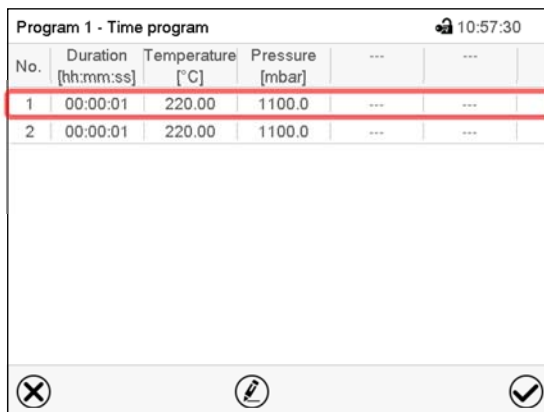 Program 1 - Time program 10:57:30
No. Duration [hh:mm:ss] Temperature [°C] Pressure [mbar] --- ---
1 00:00:01 220.00 1100.0 --- ---
2 00:00:01 220.00 1100.0 --- ---